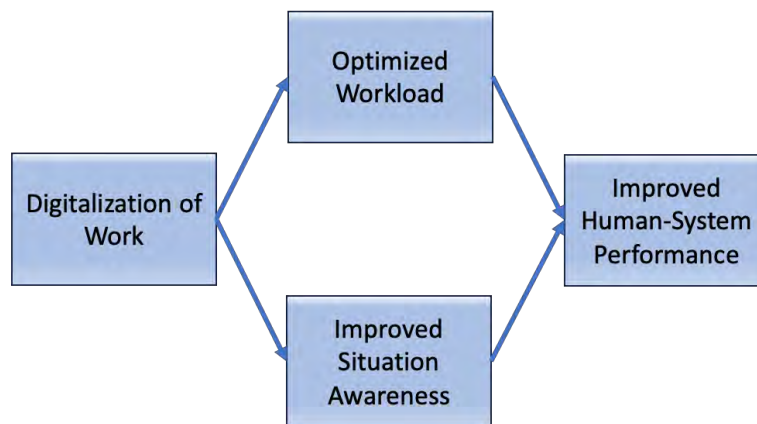 Optimized
Workload
Digitalization of
Work
Improved
Human-System
Performance
Improved
Situation
Awareness